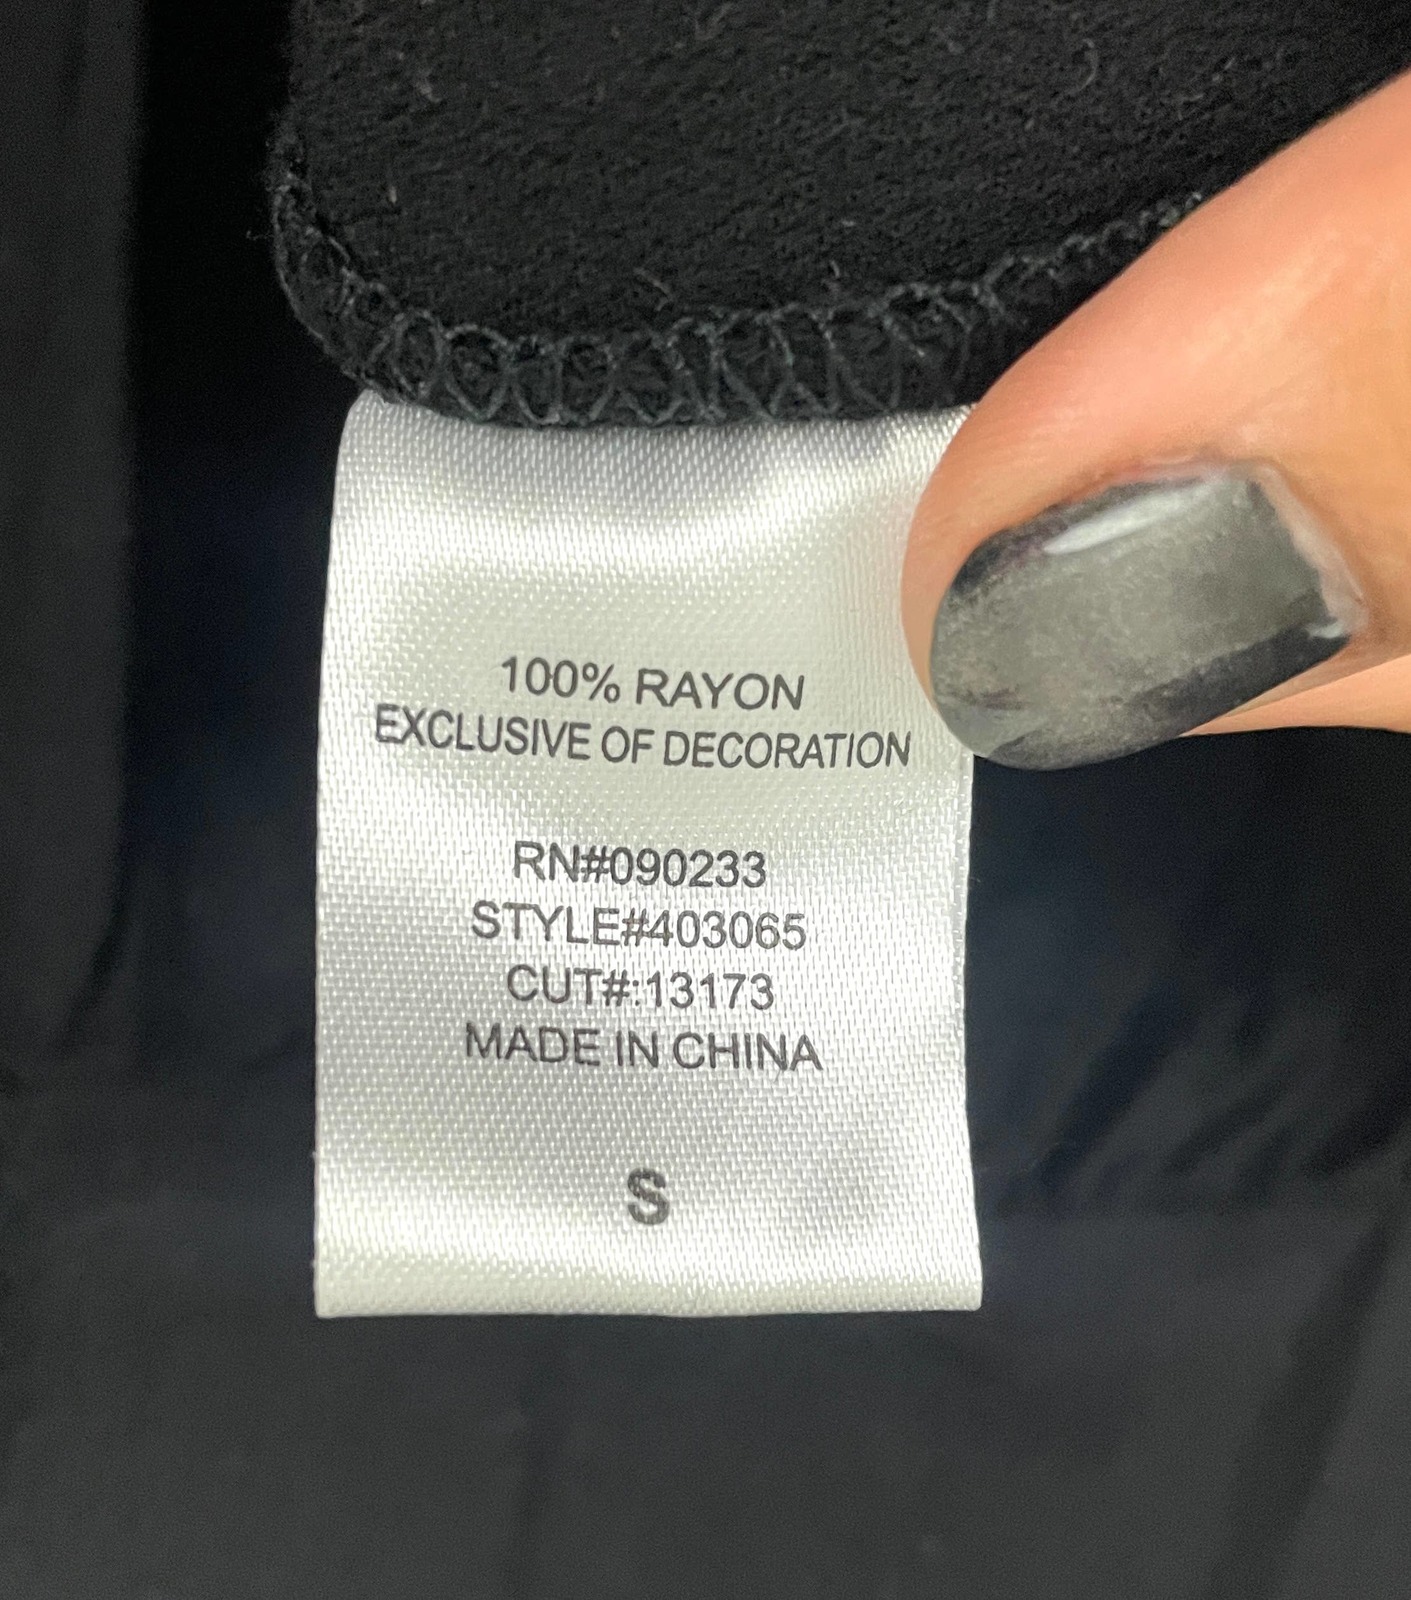 100% RAYON
EXCLUSIVE OF DECORATION
RN#090233
STYLE#403065
CUT#:13173
MADE IN CHINA
S